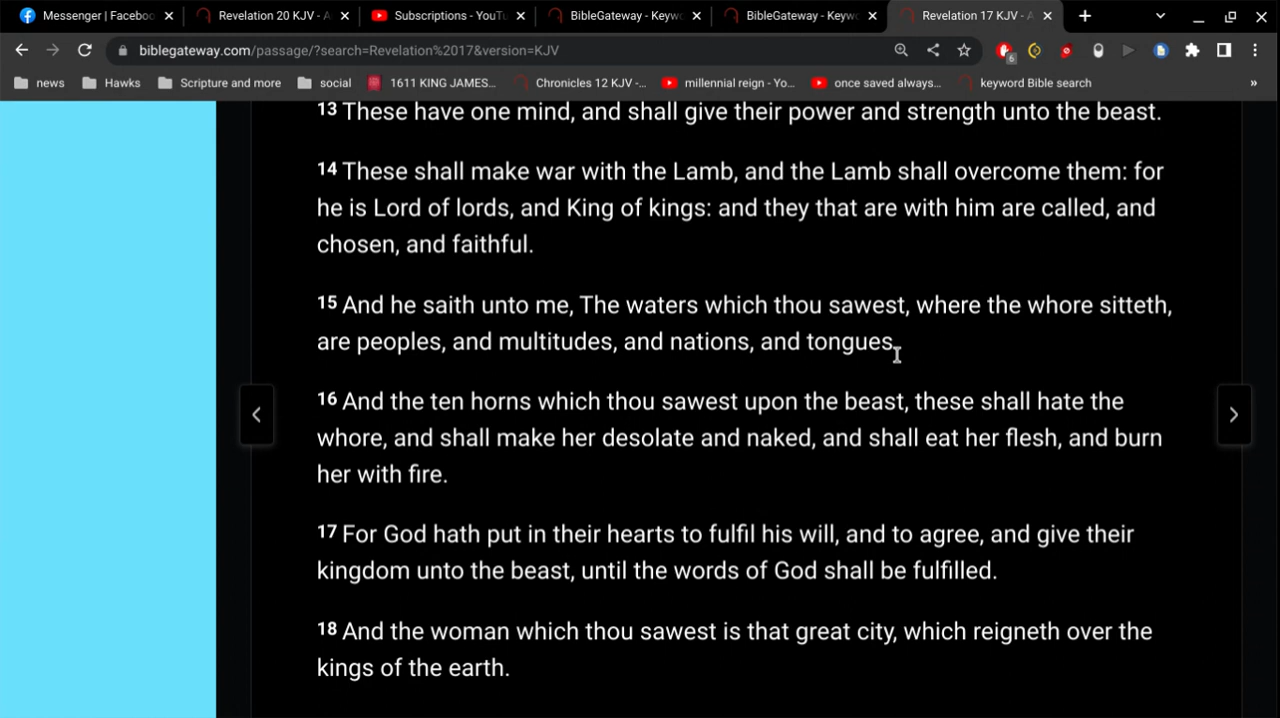 Messenger | Faceboo
Revelation 20 KJV - A
Subscriptions - YouTu
BibleGateway - Keywo
BibleGateway - Keywo
Revelation 17 KJV - A
biblegateway.com/passage/?search=Revelation%2017&version=KJV
6
news
Hawks
Scripture and more
social
1611 KING JAMES...
Chronicles 12 KJV -...
millennial reign - Yo...
once saved always...
keyword Bible search
»
13 These have one mind, and shall give their power and strength unto the beast.
14 These shall make war with the Lamb, and the Lamb shall overcome them: for
he is Lord of lords, and King of kings: and they that are with him are called, and
chosen, and faithful.
15 And he saith unto me, The waters which thou sawest, where the whore sitteth,
are peoples, and multitudes, and nations, and tongues.
16 And the ten horns which thou sawest upon the beast, these shall hate the
whore, and shall make her desolate and naked, and shall eat her flesh, and burn
her with fire.
17 For God hath put in their hearts to fulfil his will, and to agree, and give their
kingdom unto the beast, until the words of God shall be fulfilled.
18 And the woman which thou sawest is that great city, which reigneth over the
kings of the earth.